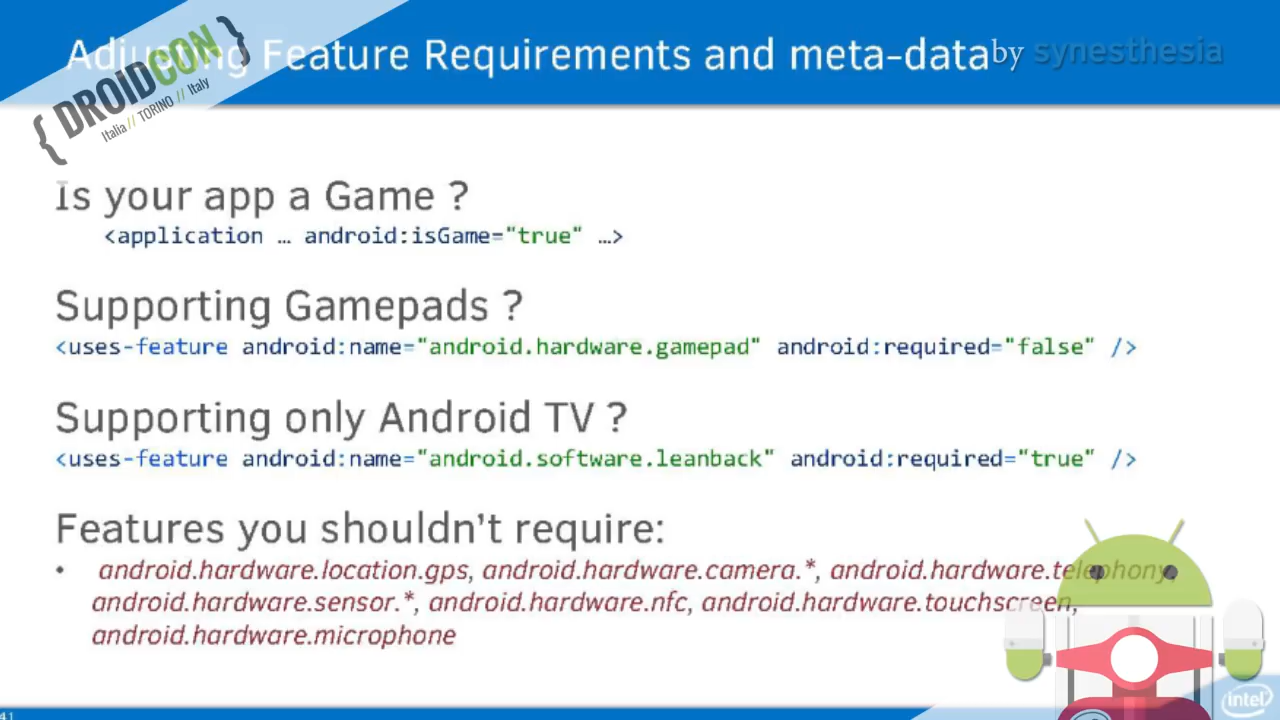 Adjusting Feature Requirements and meta-data by synesthesia
{ DROIDCON }
Italia // TORINO // Italy
Is your app a Game ?
<application … android:isGame="true" …>
Supporting Gamepads ?
<uses-feature android:name="android.hardware.gamepad" android:required="false" />
Supporting only Android TV ?
<uses-feature android:name="android.software.leanback" android:required="true" />
Features you shouldn't require:
• android.hardware.location.gps, android.hardware.camera.*, android.hardware.telephony,
android.hardware.sensor.*, android.hardware.nfc, android.hardware.touchscreen,
android.hardware.microphone
intel
41